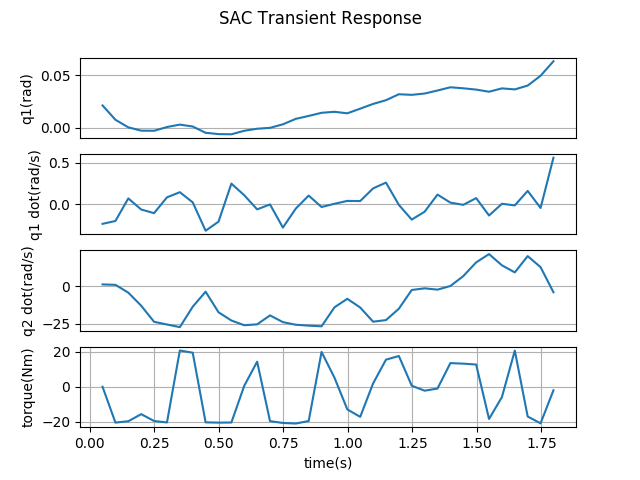 SAC Transient Response
q1(rad)
0.05
0.00
q1 dot(rad/s)
0.5
0.0
q2 dot(rad/s)
0
−25
torque(Nm)
20
0
−20
0.00 0.25 0.50 0.75 1.00 1.25 1.50 1.75
time(s)